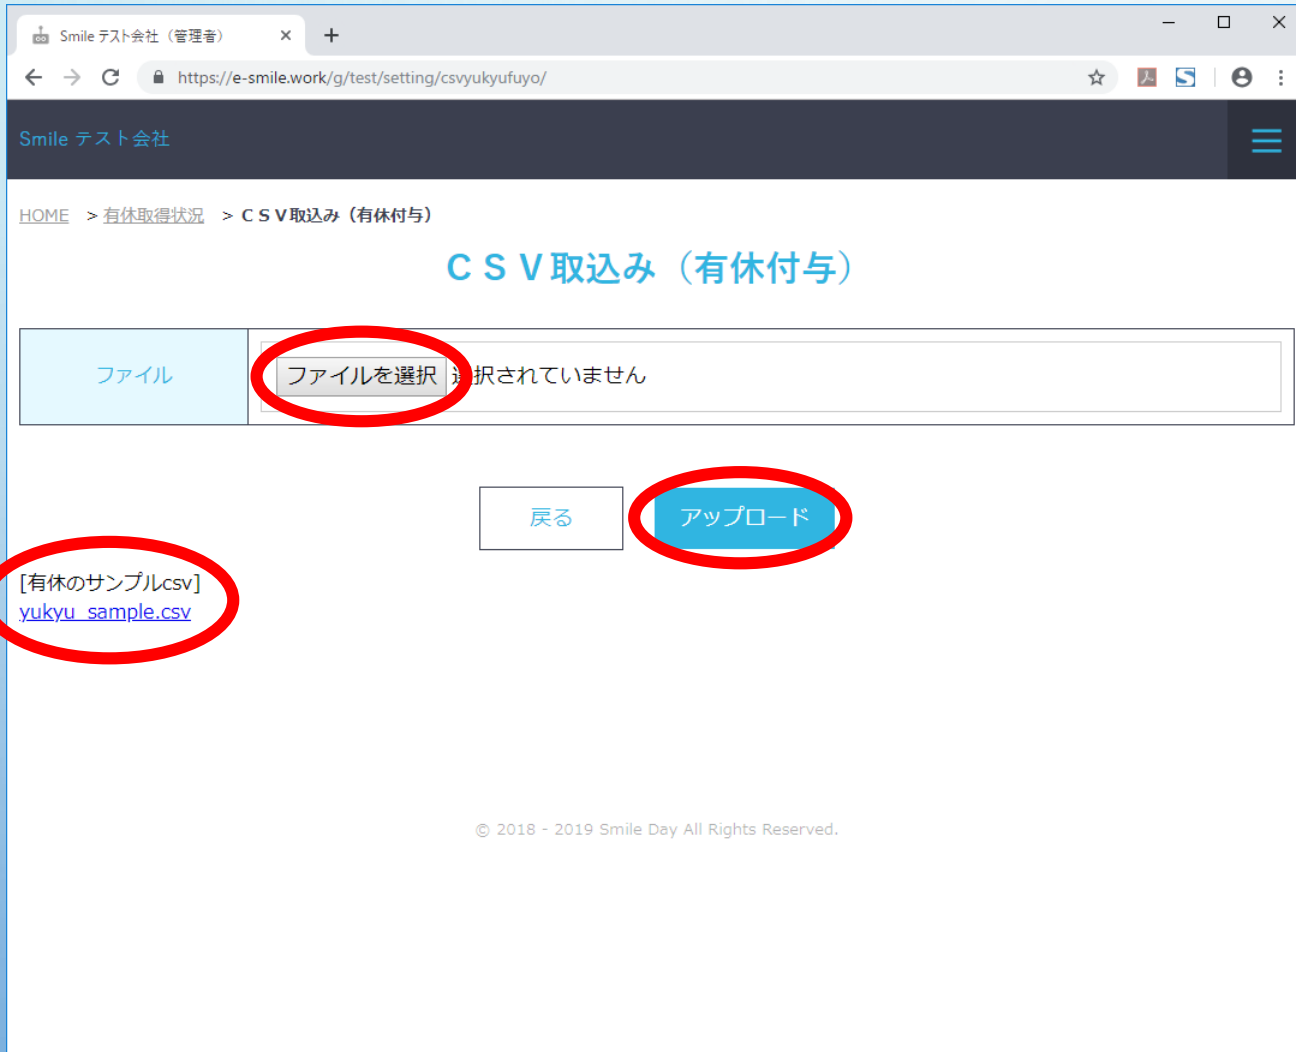 Smile テスト会社（管理者）
https://e-smile.work/g/test/setting/csvyukyufuyo/
Smile テスト会社
HOME > 有休取得状況 > ＣＳＶ取込み（有休付与）
ＣＳＶ取込み（有休付与）
ファイル ファイルを選択 選択されていません
戻る アップロード
[有休のサンプルcsv]
yukyu_sample.csv
© 2018 - 2019 Smile Day All Rights Reserved.